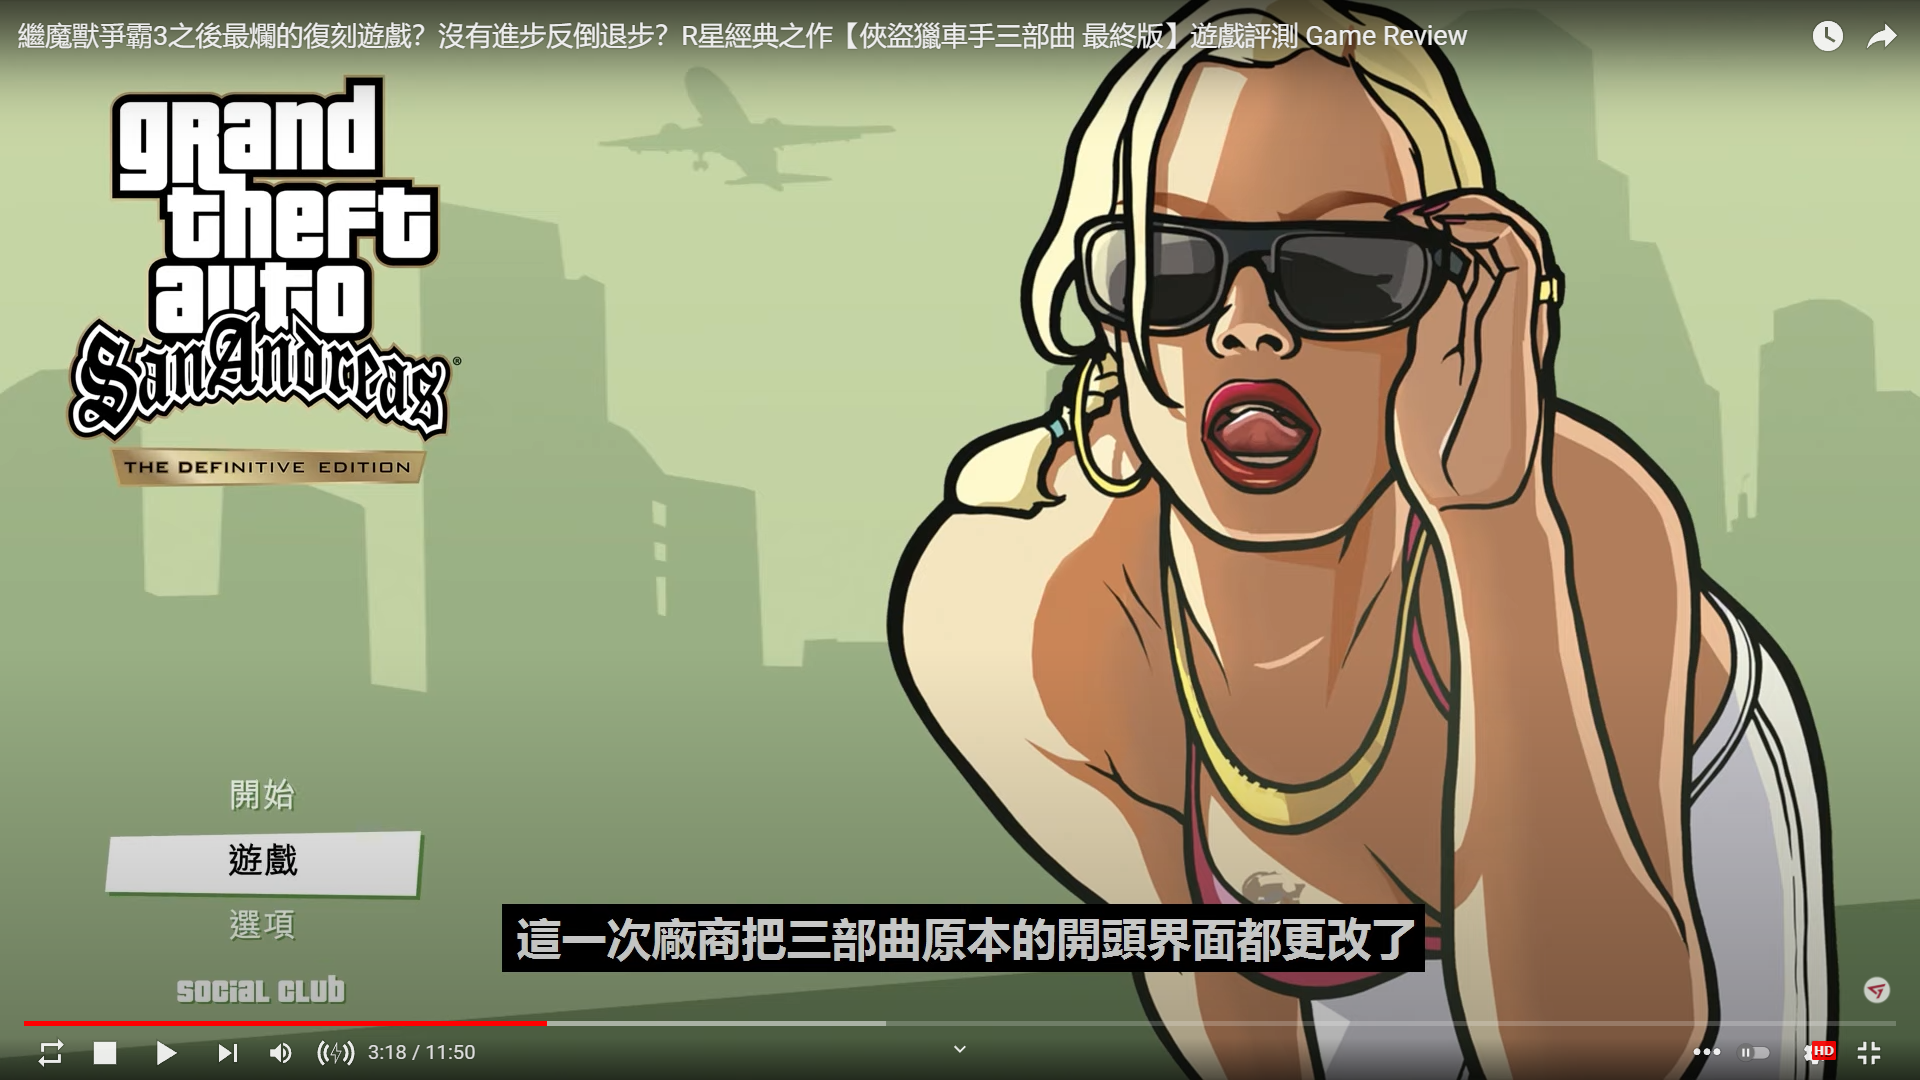 繼魔獸爭霸3之後最爛的復刻遊戲？沒有進步反倒退步？R星經典之作【俠盜獵車手三部曲 最終版】遊戲評測 Game Review
grand
theft
auto
San Andreas®
THE DEFINITIVE EDITION
開始
遊戲
選項
SOCIAL CLUB
這一次廠商把三部曲原本的開頭界面都更改了
3:18 / 11:50
HD